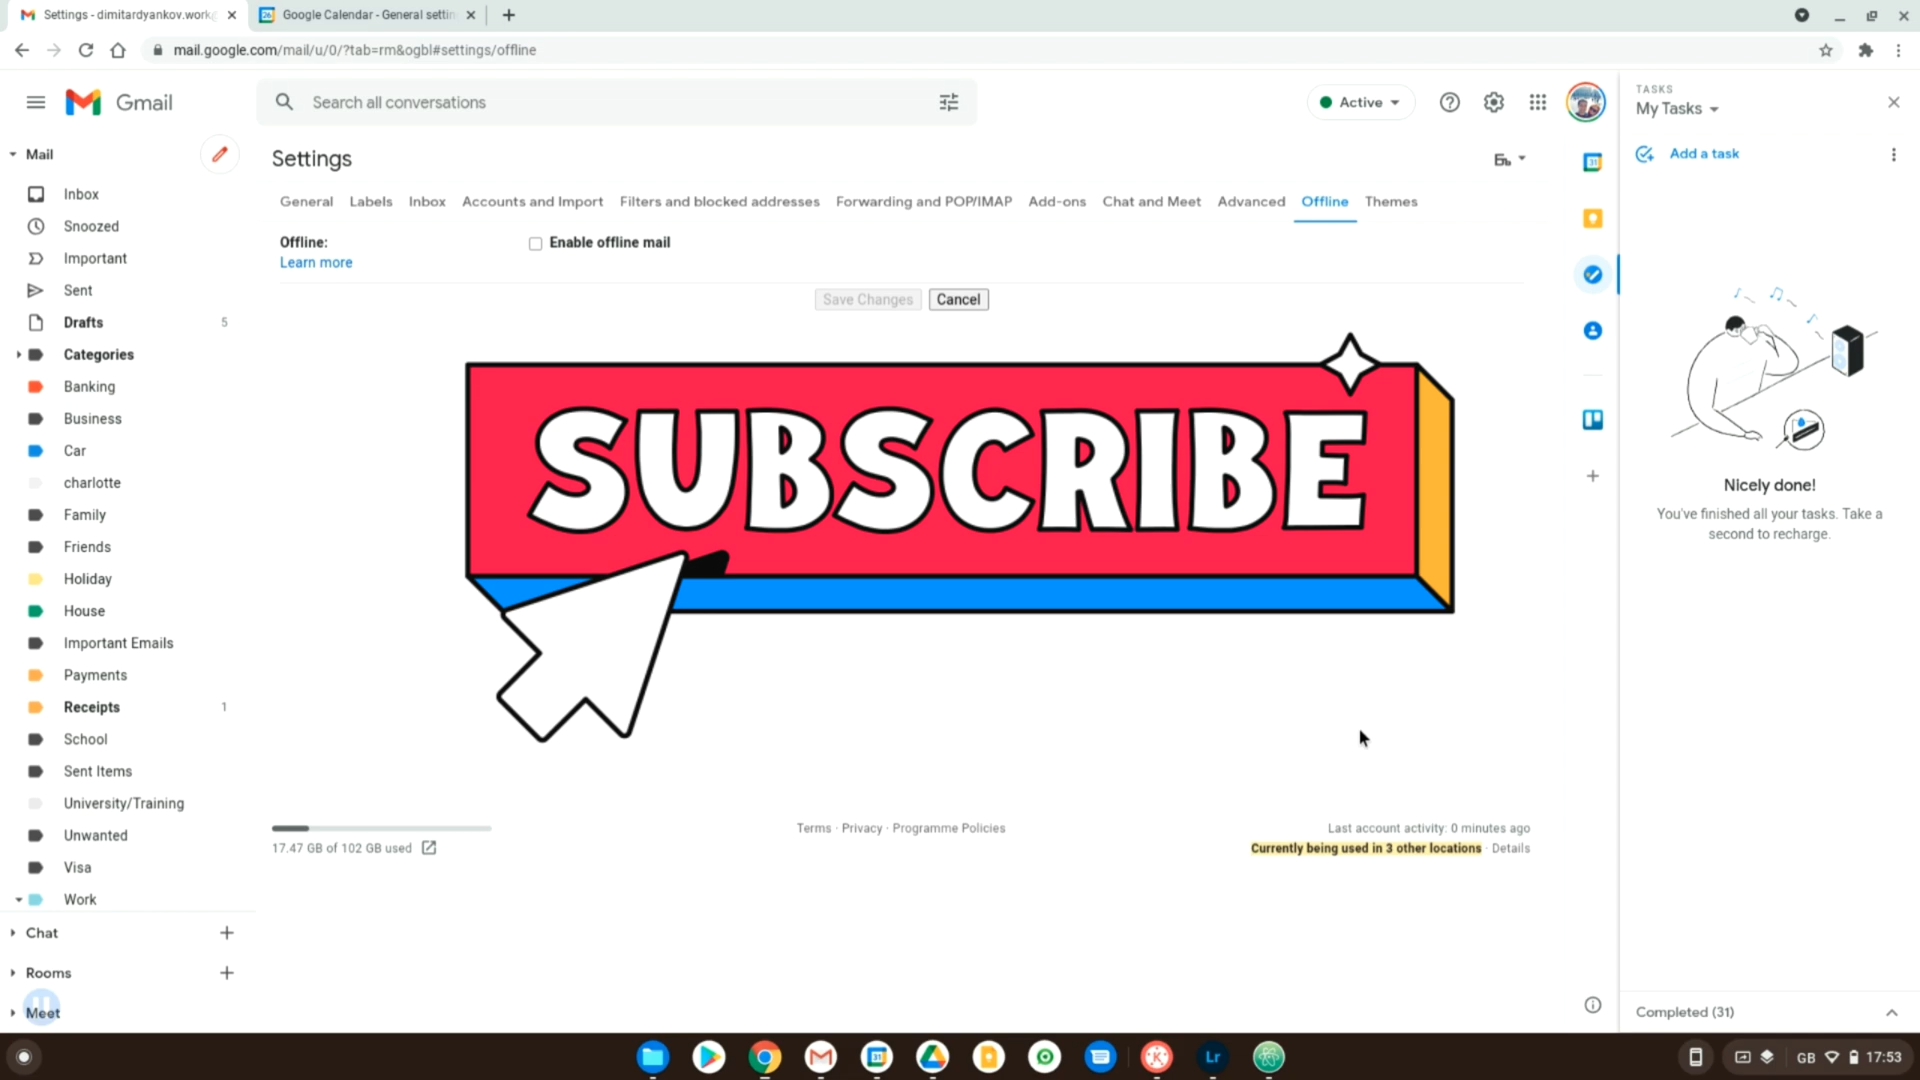 Settings - dimitardyankov.work
Google Calendar - General settin
mail.google.com/mail/u/0/?tab=rm&ogbl#settings/offline
Gmail
Search all conversations
Active
TASKS
My Tasks
Add a task
Mail
Inbox
Snoozed
Important
Sent
Drafts 5
Categories
Banking
Business
Car
charlotte
Family
Friends
Holiday
House
Important Emails
Payments
Receipts 1
School
Sent Items
University/Training
Unwanted
Visa
Work
Chat
Rooms
Meet
Settings
General Labels Inbox Accounts and Import Filters and blocked addresses Forwarding and POP/IMAP Add-ons Chat and Meet Advanced Offline Themes
Offline:
Learn more
Enable offline mail
Save Changes Cancel
SUBSCRIBE
Terms · Privacy · Programme Policies
17.47 GB of 102 GB used
Last account activity: 0 minutes ago
Currently being used in 3 other locations · Details
Nicely done!
You've finished all your tasks. Take a
second to recharge.
Completed (31)
31
31
K
Lr
GB 17:53